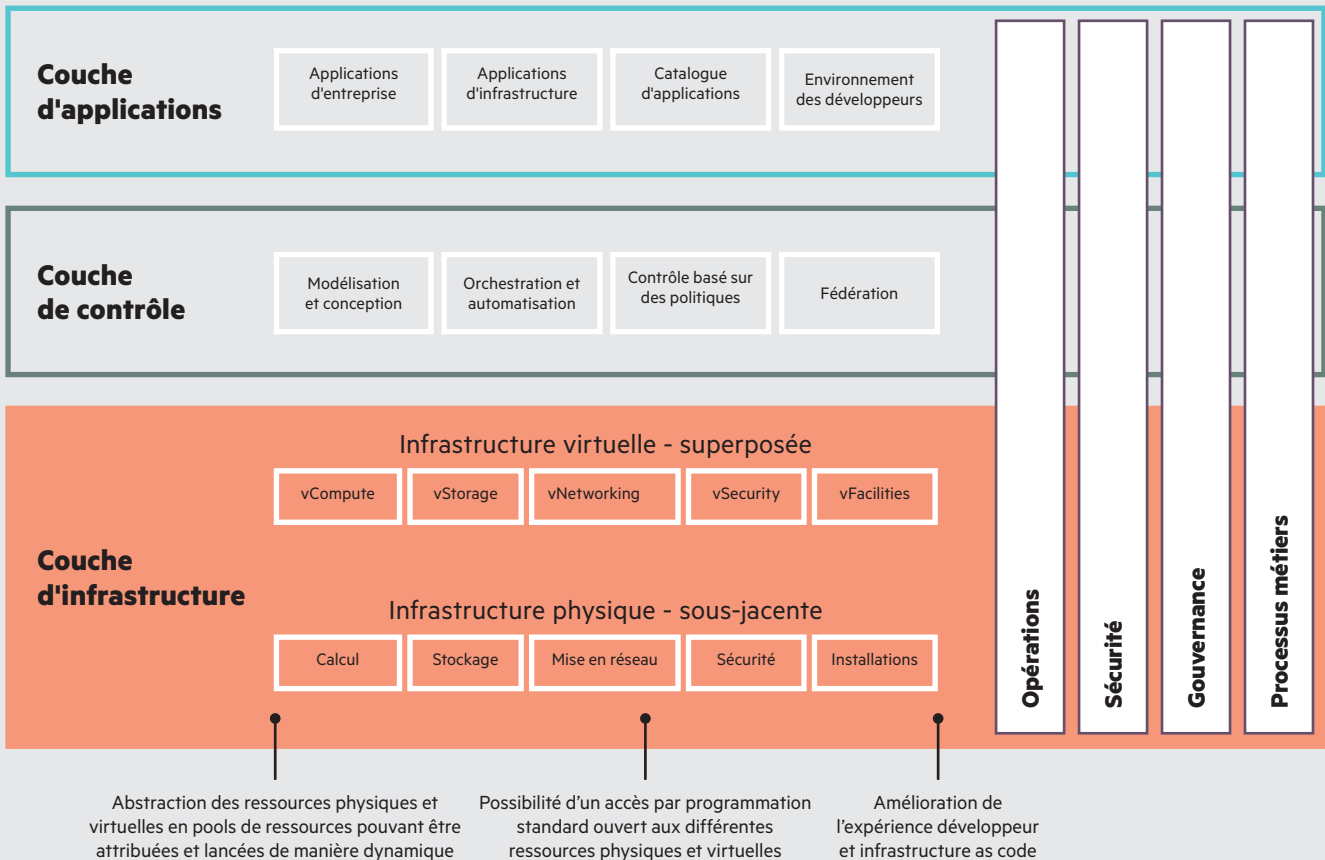 Couche
d'applications
Applications
d'entreprise
Applications
d'infrastructure
Catalogue
d'applications
Environnement
des développeurs
Couche
de contrôle
Modélisation
et conception
Orchestration et
automatisation
Contrôle basé sur
des politiques
Fédération
Couche
d'infrastructure
Infrastructure virtuelle - superposée
vCompute
vStorage
vNetworking
vSecurity
vFacilities
Infrastructure physique - sous-jacente
Calcul
Stockage
Mise en réseau
Sécurité
Installations
Opérations
Sécurité
Gouvernance
Processus métiers
Abstraction des ressources physiques et
virtuelles en pools de ressources pouvant être
attribuées et lancées de manière dynamique
Possibilité d’un accès par programmation
standard ouvert aux différentes
ressources physiques et virtuelles
Amélioration de
l’expérience développeur
et infrastructure as code